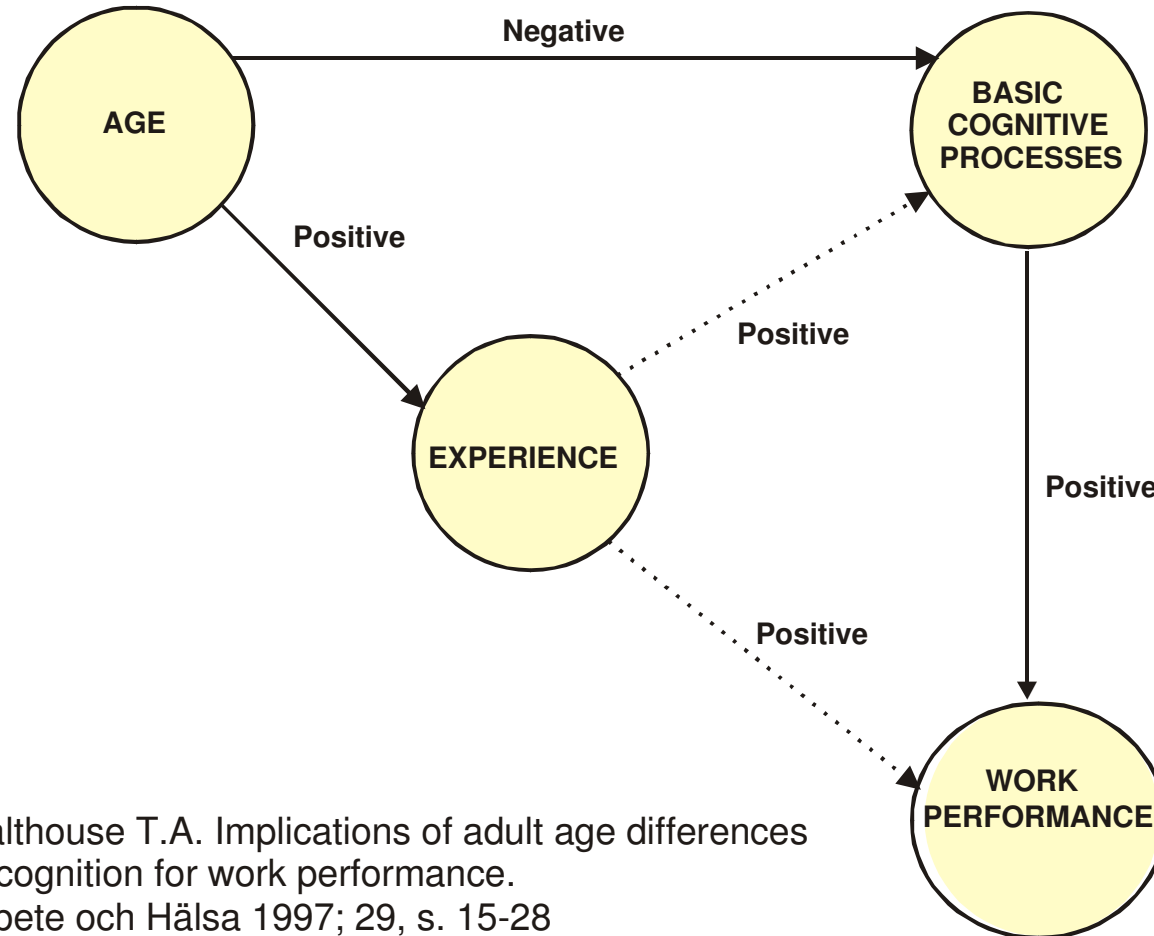 Negative
AGE
BASIC
COGNITIVE
PROCESSES
Positive
Positive
EXPERIENCE
Positive
Positive
WORK
PERFORMANCE
althouse T.A. Implications of adult age differences
cognition for work performance.
bete och Hälsa 1997; 29, s. 15-28